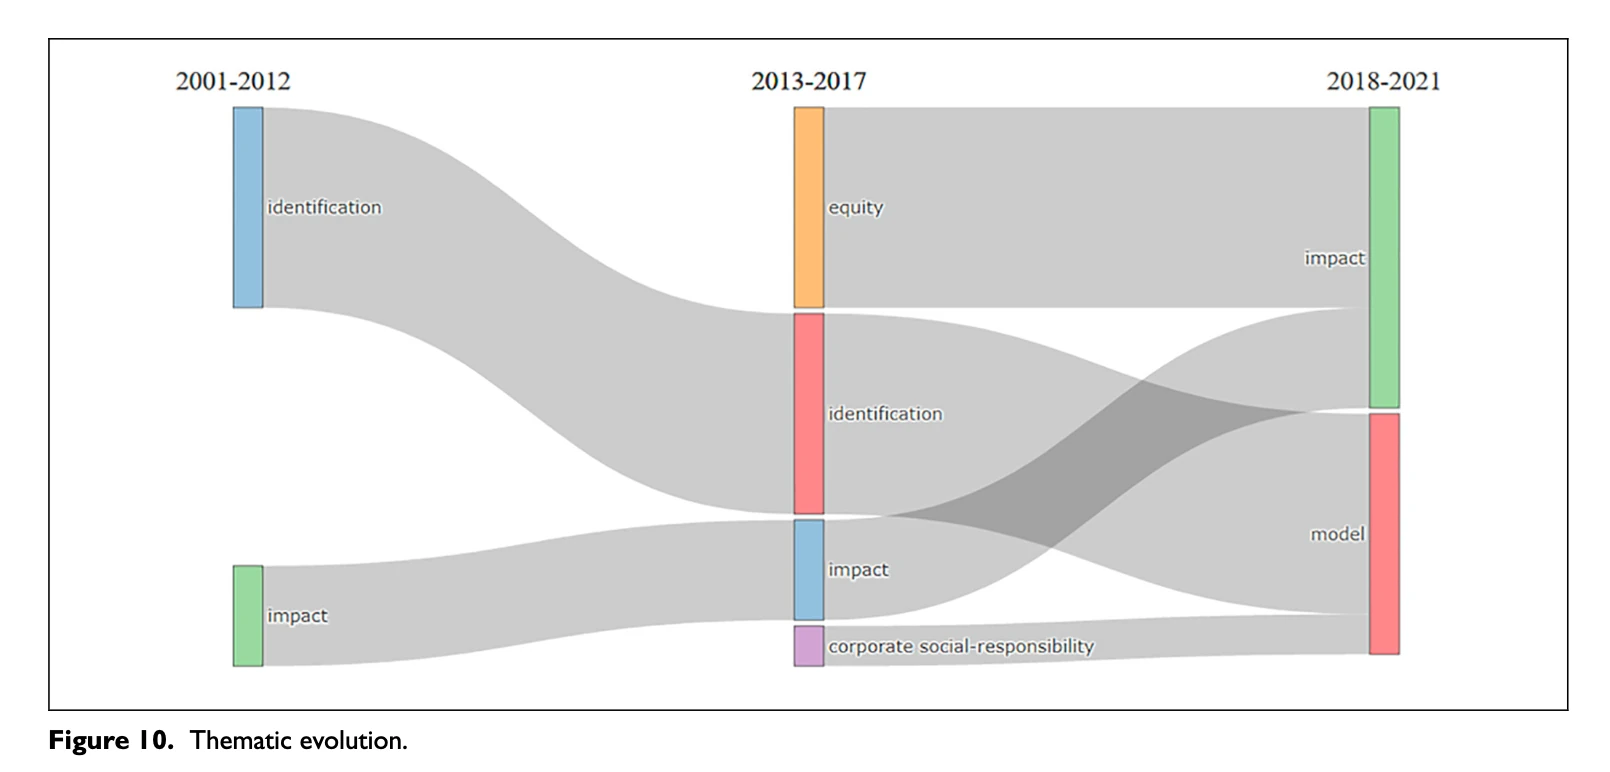 2001-2012
2013-2017
2018-2021
identification
equity
impact
identification
model
impact
impact
corporate social-responsibility
Figure 10. Thematic evolution.